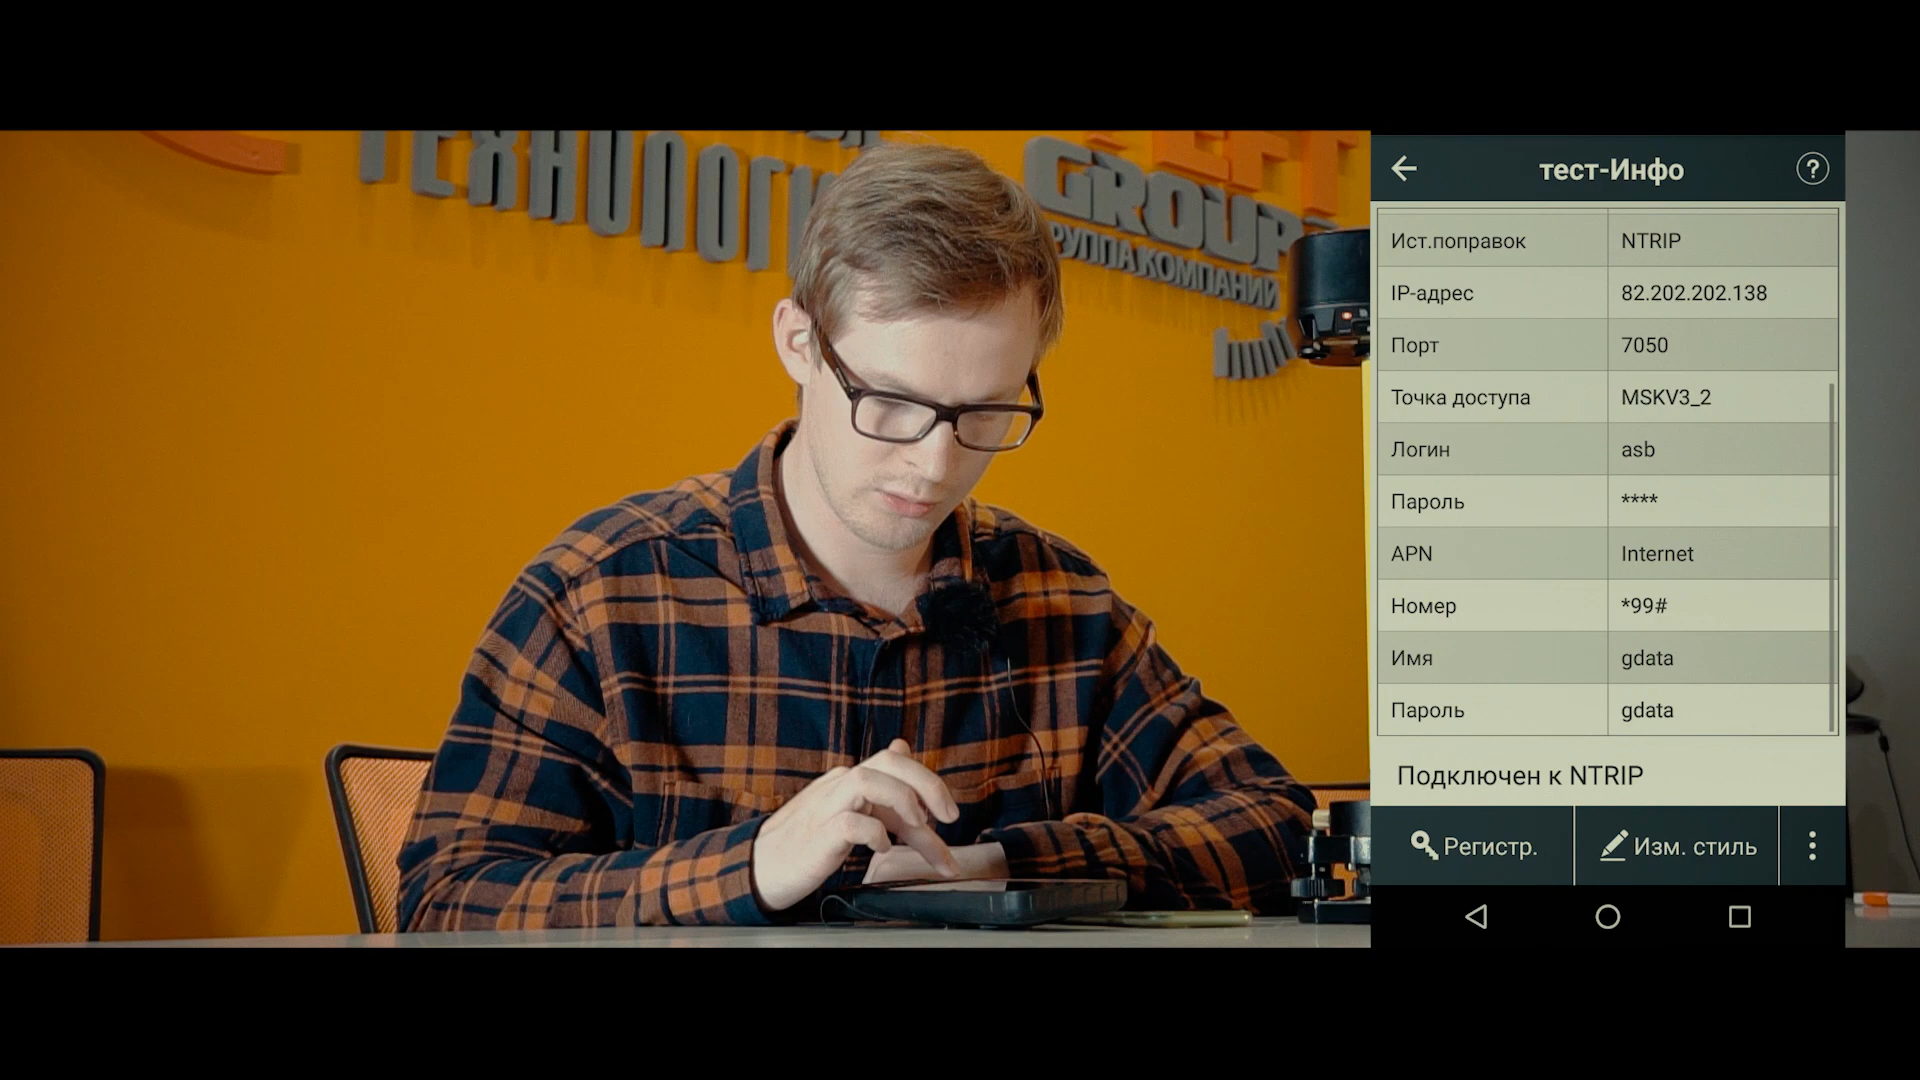 ТЕХНОЛОГИ
GROUP
ГРУППА КОМПАНИЙ
тест-Инфо
Ист.поправок NTRIP
IP-адрес 82.202.202.138
Порт 7050
Точка доступа MSKV3_2
Логин asb
Пароль ****
APN Internet
Номер *99#
Имя gdata
Пароль gdata
Подключен к NTRIP
Регистр. Изм. стиль